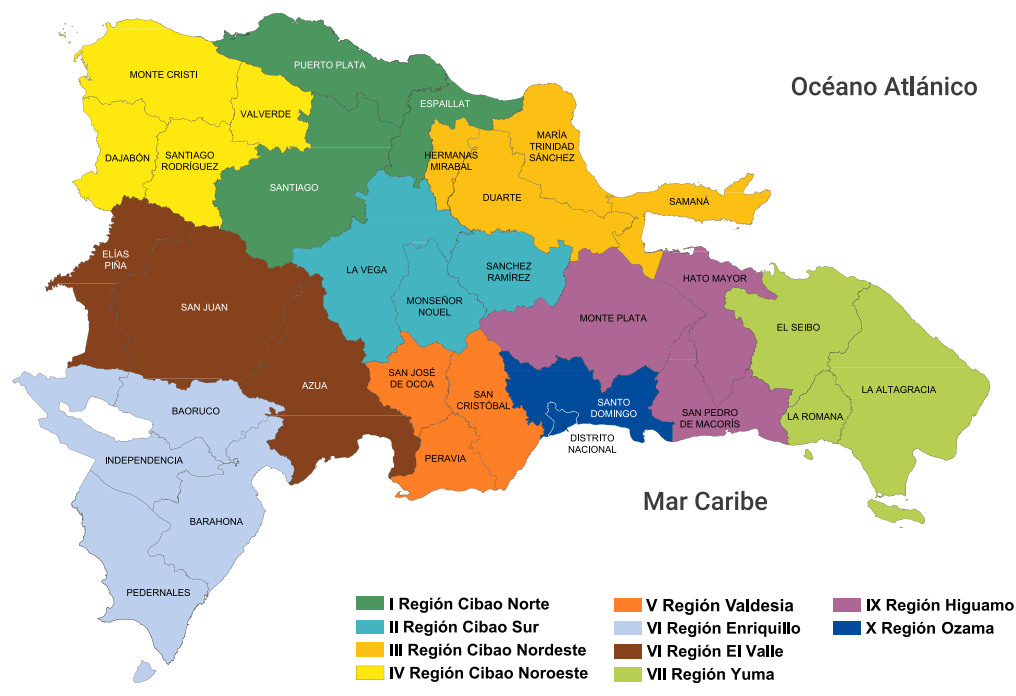 PUERTO PLATA
MONTE CRISTI
Océano Atlánico
ESPAILLAT
VALVERDE
MARÍA
TRINIDAD
SÁNCHEZ
DAJABÓN
SANTIAGO
RODRÍGUEZ
HERMANAS
MIRABAL
SANTIAGO
DUARTE
SAMANÁ
ELÍAS
PIÑA
LA VEGA
SANCHEZ
RAMÍREZ
HATO MAYOR
SAN JUAN
MONSEÑOR
NOUEL
MONTE PLATA
EL SEIBO
SAN JOSÉ
DE OCOA
AZUA
LA ALTAGRACIA
SAN
CRISTÓBAL
SANTO
DOMINGO
BAORUCO
SAN PEDRO
DE MACORÍS
LA ROMANA
DISTRITO
NACIONAL
INDEPENDENCIA
PERAVIA
Mar Caribe
BARAHONA
PEDERNALES
I Región Cibao Norte
II Región Cibao Sur
III Región Cibao Nordeste
IV Región Cibao Noroeste
V Región Valdesia
VI Región Enriquillo
VI Región El Valle
VII Región Yuma
IX Región Higuamo
X Región Ozama